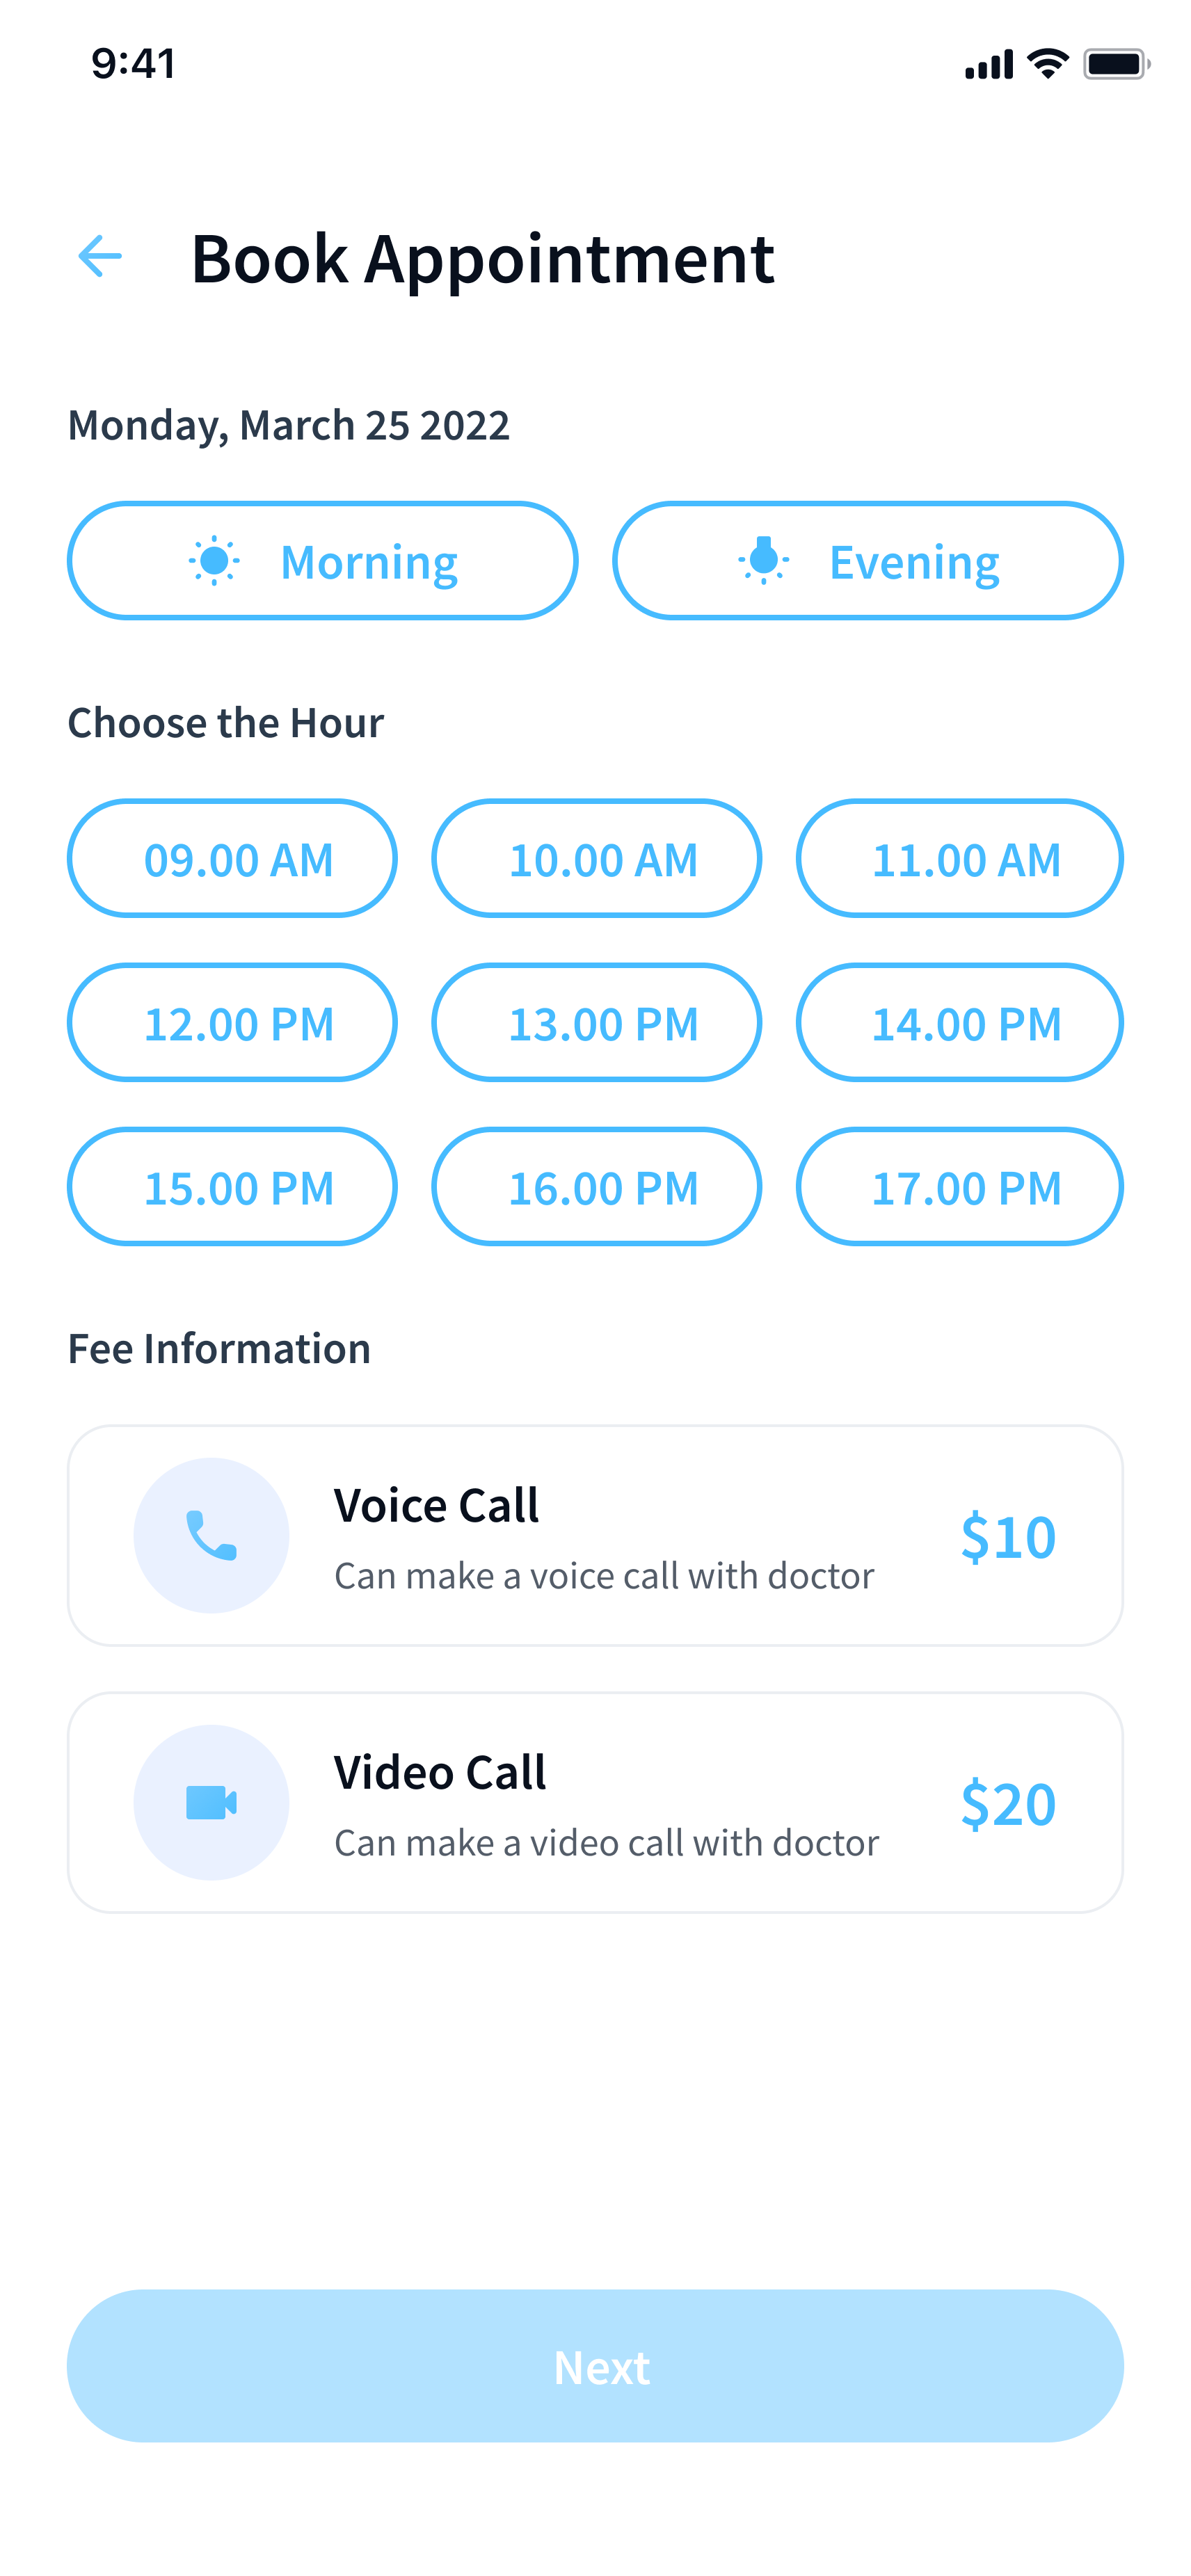 9:41
Book Appointment
Monday, March 25 2022
Morning Evening
Choose the Hour
09.00 AM 10.00 AM 11.00 AM
12.00 PM 13.00 PM 14.00 PM
15.00 PM 16.00 PM 17.00 PM
Fee Information
Voice Call
Can make a voice call with doctor
$10
Video Call
Can make a video call with doctor
$20
Next